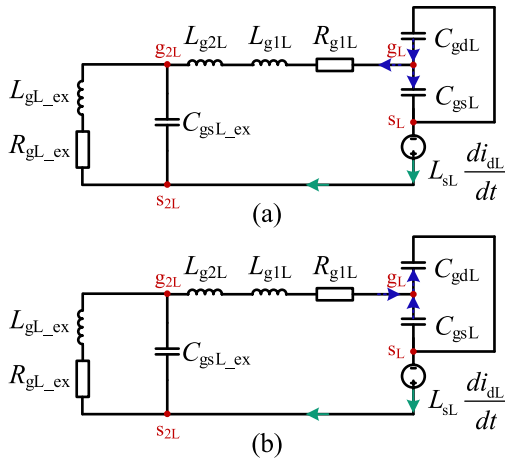 g2L Lg2L Lg1L Rg1L gL CgdL
LgL_ex CgsL_ex CgsL
RgL_ex sL
s2L LsL didL/dt
(a)
g2L Lg2L Lg1L Rg1L gL CgdL
LgL_ex CgsL_ex CgsL
RgL_ex sL
s2L LsL didL/dt
(b)